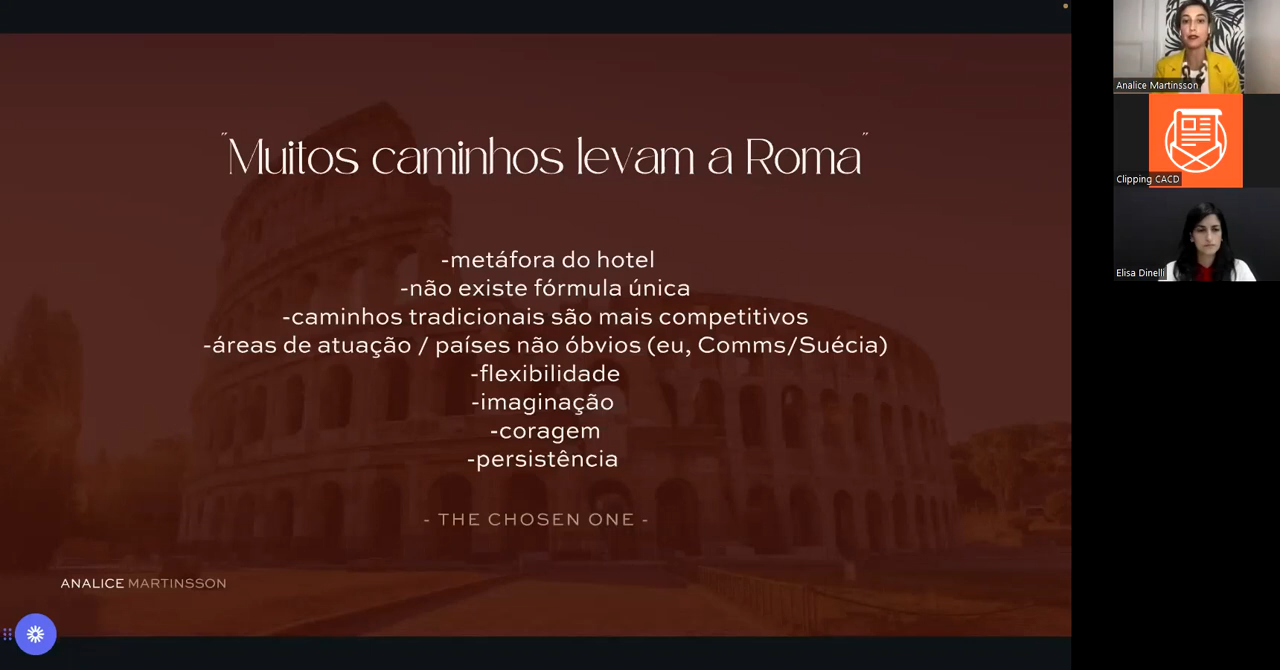 "Muitos caminhos levam a Roma"
-metáfora do hotel
-não existe fórmula única
-caminhos tradicionais são mais competitivos
-áreas de atuação / países não óbvios (eu, Comms/Suécia)
-flexibilidade
-imaginação
-coragem
-persistência
- THE CHOSEN ONE -
ANALICE MARTINSSON
Analice Martinsson
Clipping CACD
Elisa Dinelli